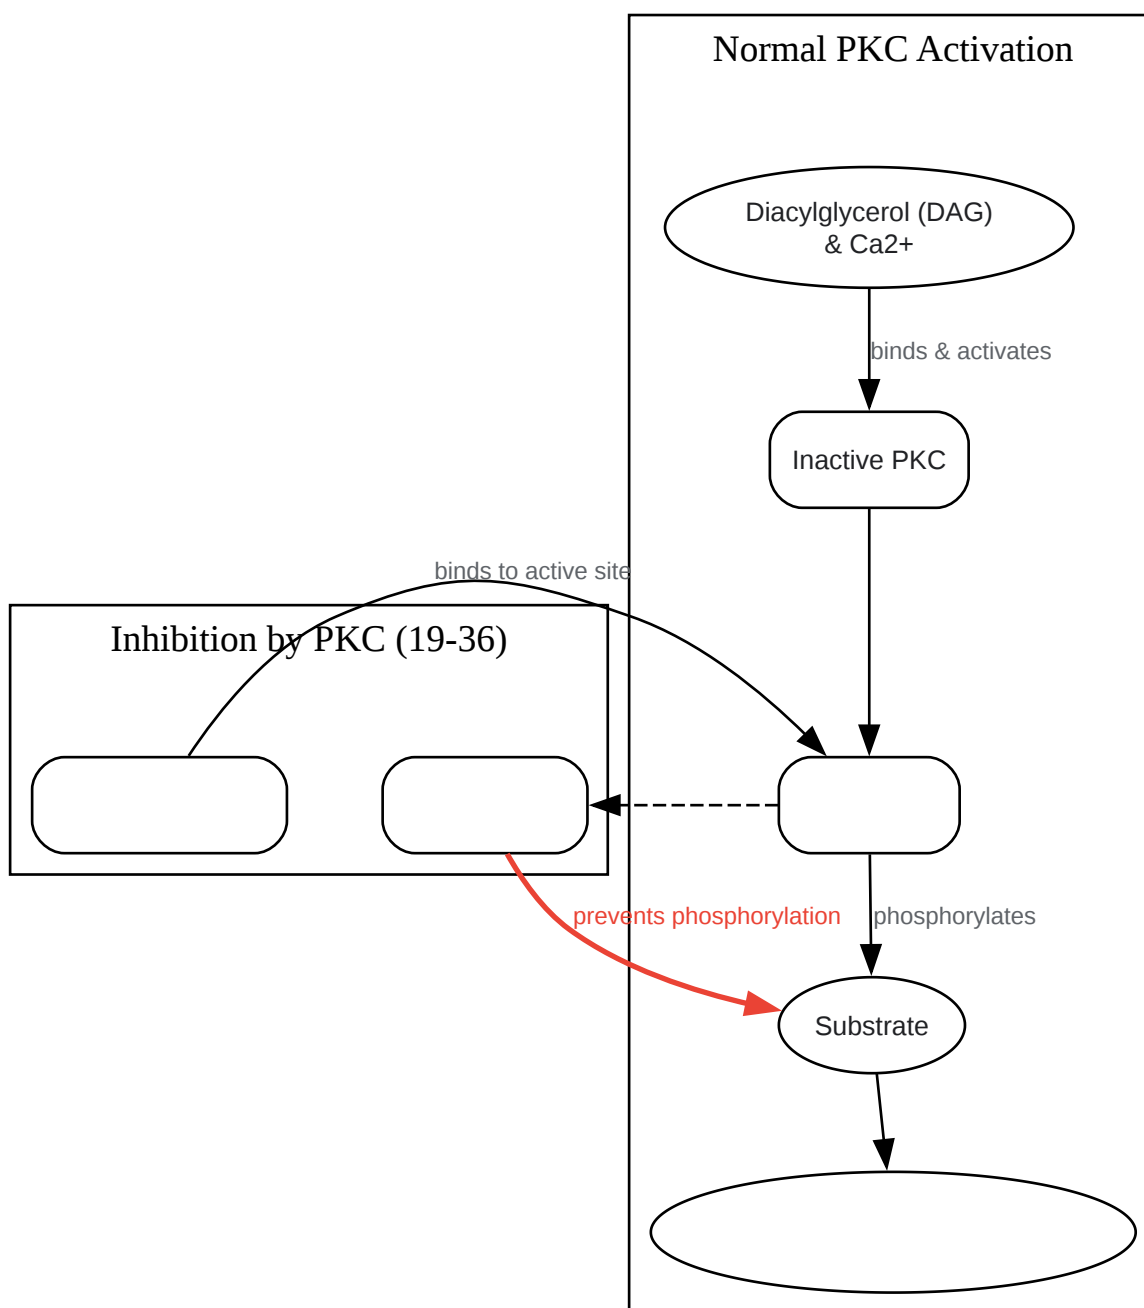 Normal PKC Activation
Diacylglycerol (DAG)
& Ca2+
binds & activates
Inactive PKC
binds to active site
Inhibition by PKC (19-36)
prevents phosphorylation
phosphorylates
Substrate